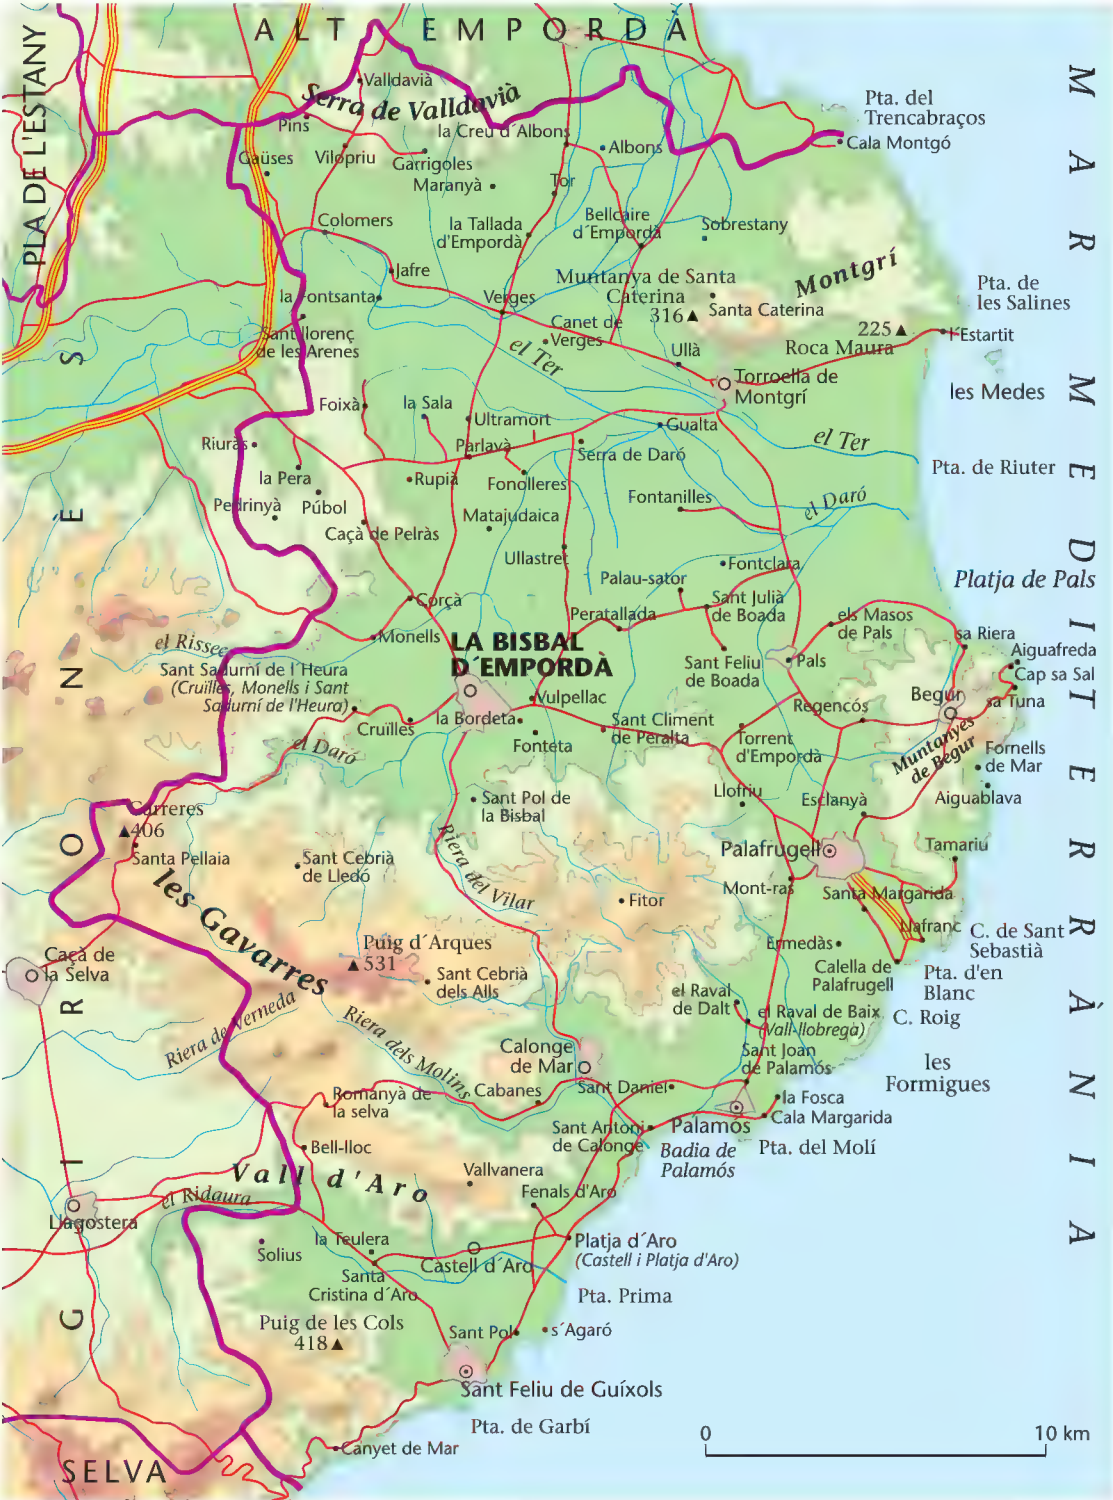 ALT EMPORDÀ
PLA DE L'ESTANY
MAR MEDITERRÀNIA
GIRONÈS
SELVA
Valldavià
Serra de Valldavià
Pins
la Creu d´Albons
Pta. del
Trencabraços
Cala Montgó
Gaüses
Vilopriu
Garrigoles
Albons
Maranyà
Tor
Colomers
la Tallada
d'Empordà
Bellcaire
d´Empordà
Sobrestany
Jafre
Muntanya de Santa
Caterina
316
Santa Caterina
Montgrí
Pta. de
les Salines
la Fontsanta
Verges
Canet de
Verges
225
Roca Maura
l´Estartit
Sant llorenç
de les Arenes
el Ter
Ullà
Torroella de
Montgrí
les Medes
Foixà
la Sala
Ultramort
Gualta
el Ter
Riuràs
Parlavà
Serra de Daró
Pta. de Riuter
la Pera
Rupià
Fonolleres
Pedrinyà
Púbol
Fontanilles
el Daró
Caçà de Pelràs
Matajudaica
Ullastret
Fontclara
Palau-sator
Platja de Pals
Corçà
Peratallada
Sant Julià
de Boada
els Masos
de Pals
el Rissec
Monells
LA BISBAL
D´EMPORDÀ
sa Riera
Aiguafreda
Sant Sadurní de l´Heura
(Cruïlles, Monells i Sant
Sadurní de l'Heura)
Sant Feliu
de Boada
Pals
Cap sa Sal
Vulpellac
Begur
sa Tuna
Cruïlles
la Bordeta
Sant Climent
de Peralta
Regencós
el Daró
Fonteta
Torrent
d'Empordà
Muntanyes
de Begur
Fornells
de Mar
Sant Pol de
la Bisbal
Llofriu
Esclanyà
Aiguablava
Carreres
406
Santa Pellaia
Sant Cebrià
de Lledó
Riera del Vilar
Palafrugell
Tamariu
Mont-ras
Santa Margarida
les Gavarres
Fitor
Llafranc
C. de Sant
Sebastià
Caçà de
la Selva
Puig d´Arques
531
Ermedàs
Calella de
Palafrugell
Pta. d'en
Blanc
Sant Cebrià
dels Alls
el Raval
de Dalt
el Raval de Baix
(Vall-llobrega)
C. Roig
Riera de Verneda
Riera dels Molins
Calonge
de Mar
Sant Joan
de Palamós
les
Formigues
Romanyà de
la selva
Cabanes
Sant Daniel
la Fosca
Cala Margarida
Bell-lloc
Sant Antoni
de Calonge
Palamós
Badia de
Palamós
Pta. del Molí
Vall d'Aro
Vallvanera
el Ridaura
Fenals d'Aro
Llagostera
Solius
la Teulera
Castell d´Aro
Platja d´Aro
(Castell i Platja d'Aro)
Santa
Cristina d´Aro
Pta. Prima
Puig de les Cols
418
Sant Pol
s´Agaró
Sant Feliu de Guíxols
Pta. de Garbí
Canyet de Mar
0 10 km